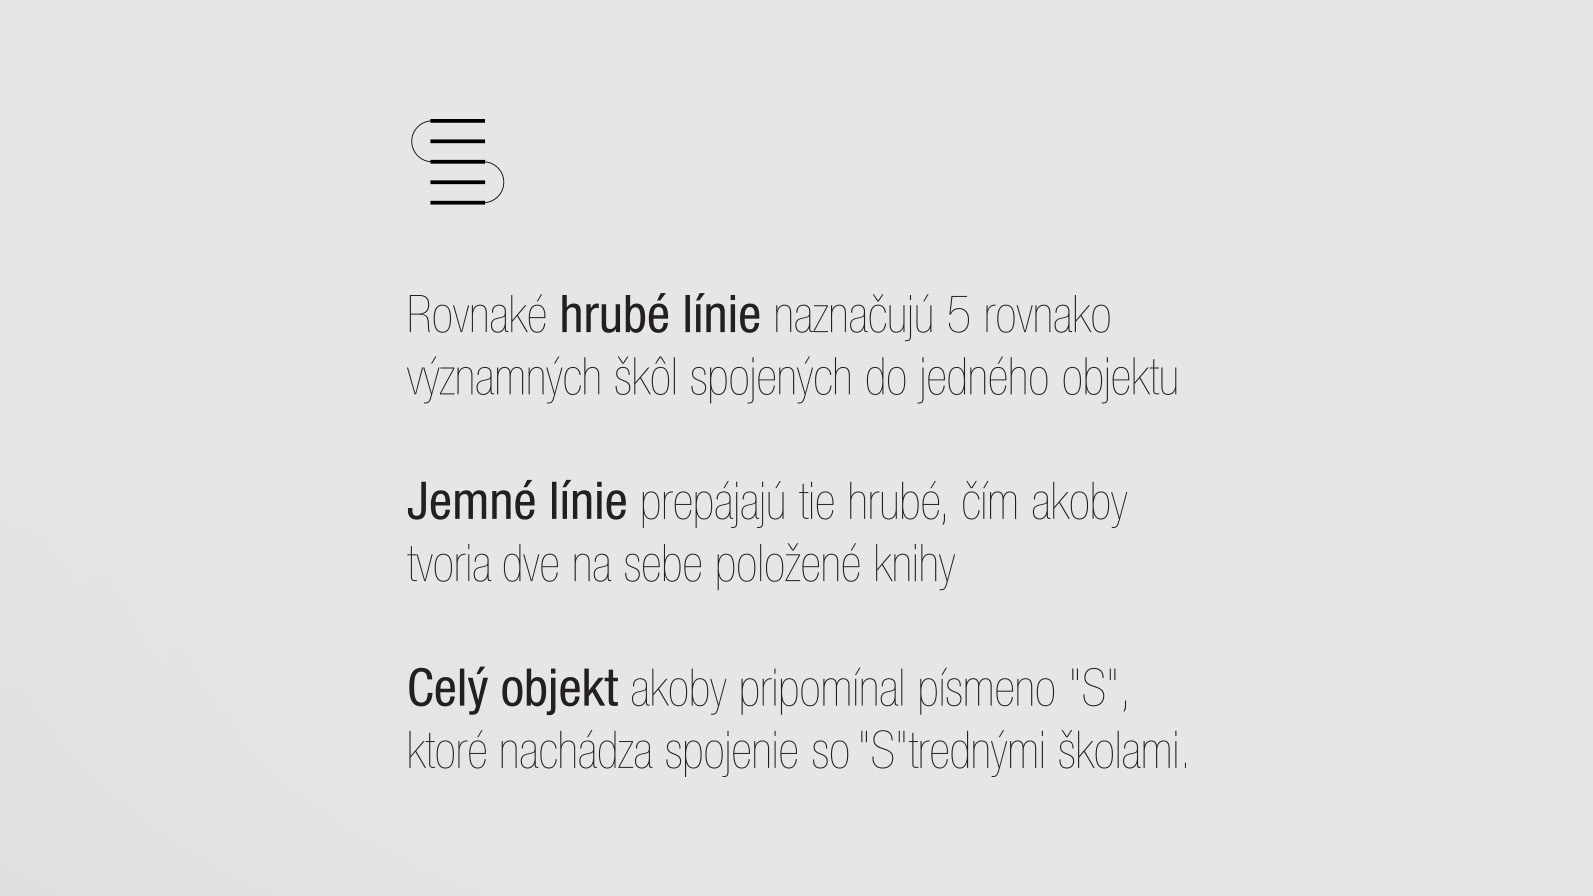 Rovnaké hrubé línie naznačujú 5 rovnako
významných škôl spojených do jedného objektu
Jemné línie prepájajú tie hrubé, čím akoby
tvoria dve na sebe položené knihy
Celý objekt akoby pripomínal písmeno "S",
ktoré nachádza spojenie so "S"trednými školami.